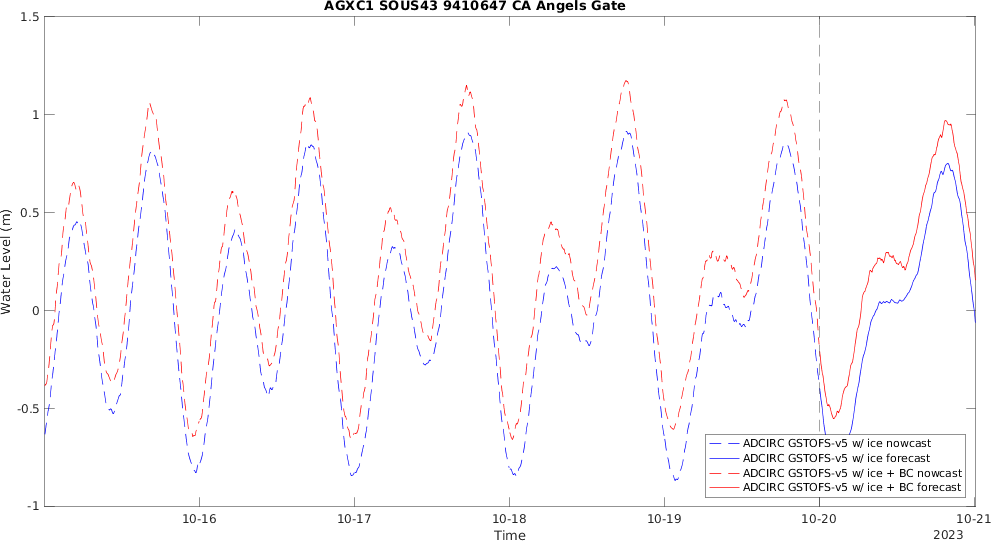 AGXC1 SOUS43 9410647 CA Angels Gate
1.5
1
0.5
0
-0.5
-1
Water Level (m)
10-16
10-17
10-18
10-19
10-20
10-21
Time
2023
ADCIRC GSTOFS-v5 w/ ice nowcast
ADCIRC GSTOFS-v5 w/ ice forecast
ADCIRC GSTOFS-v5 w/ ice + BC nowcast
ADCIRC GSTOFS-v5 w/ ice + BC forecast